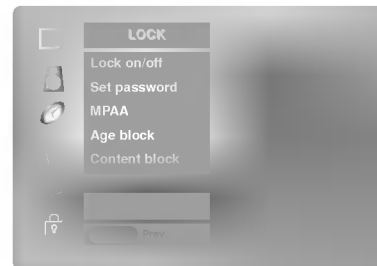 LOCK
Lock on/off
Set password
MPAA
Age block
Content block
Prev.